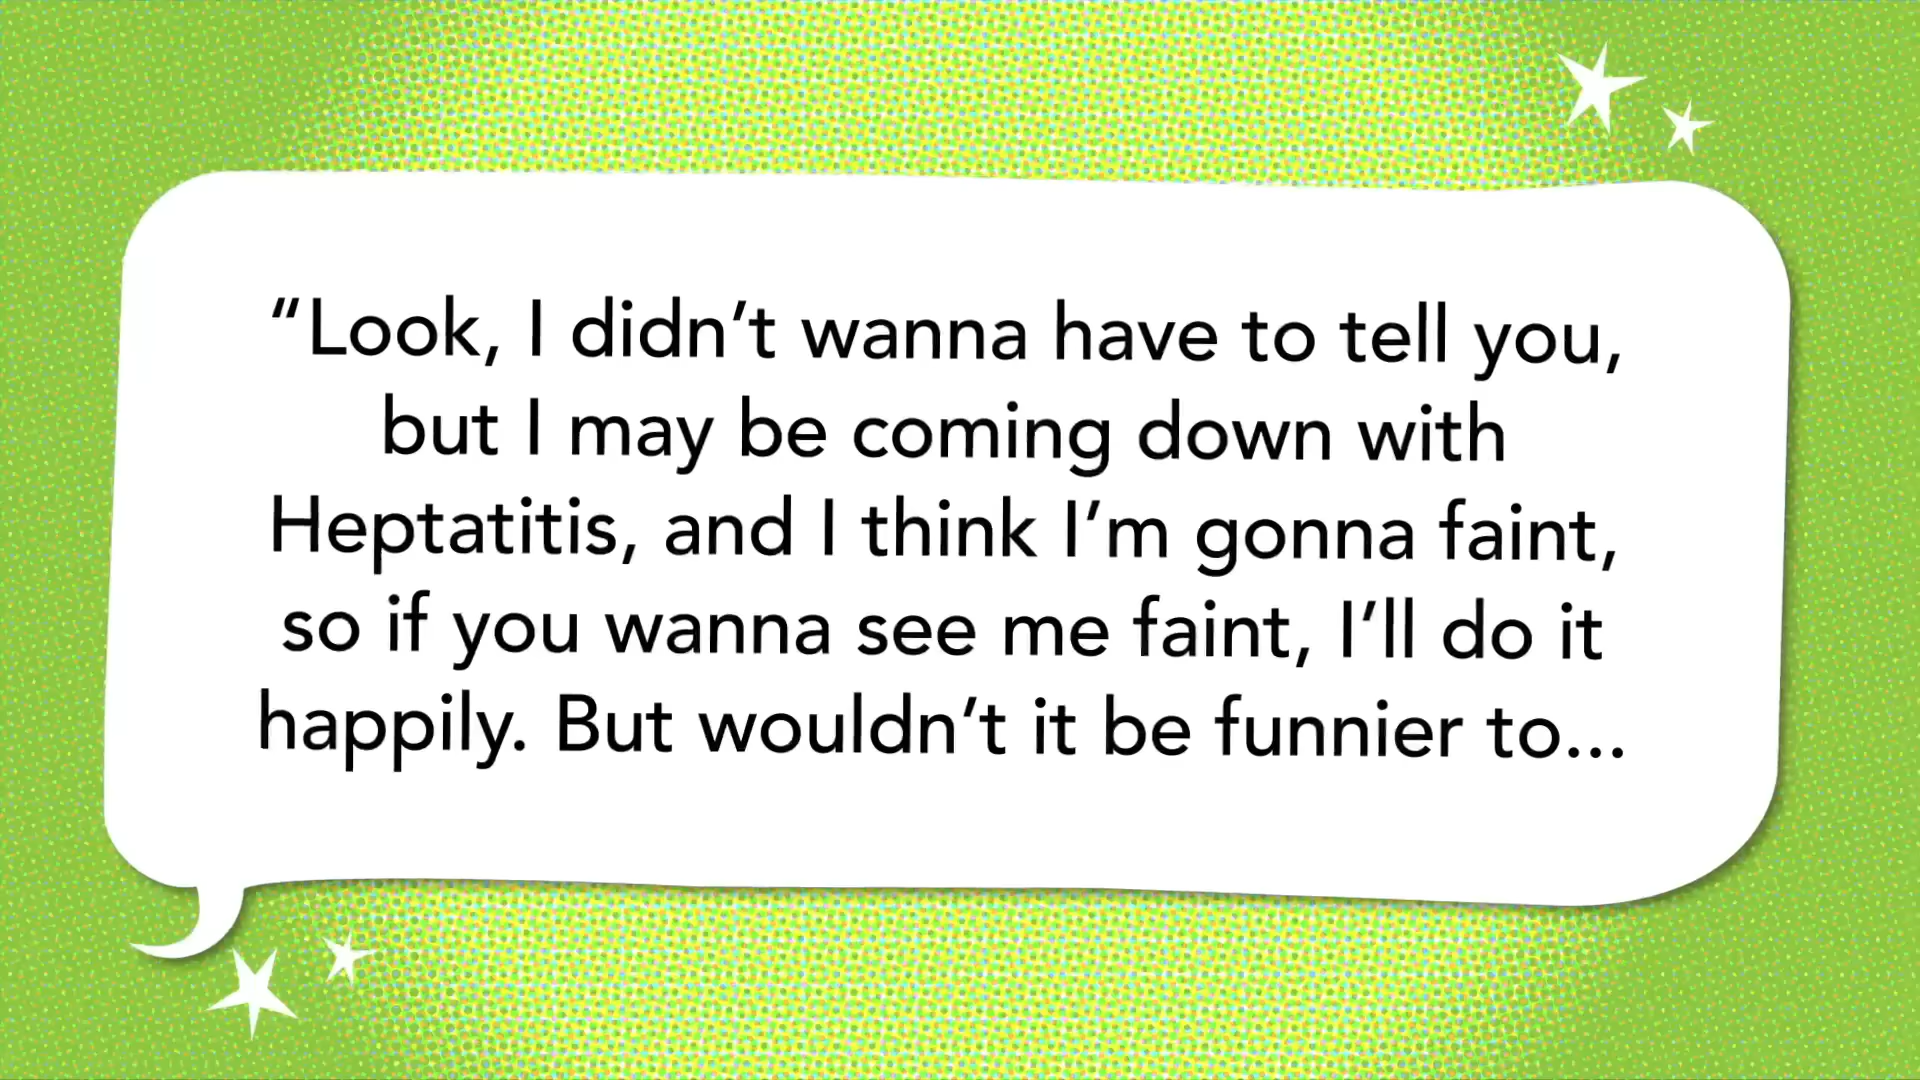 “Look, I didn’t wanna have to tell you,
but I may be coming down with
Heptatitis, and I think I’m gonna faint,
so if you wanna see me faint, I’ll do it
happily. But wouldn’t it be funnier to...